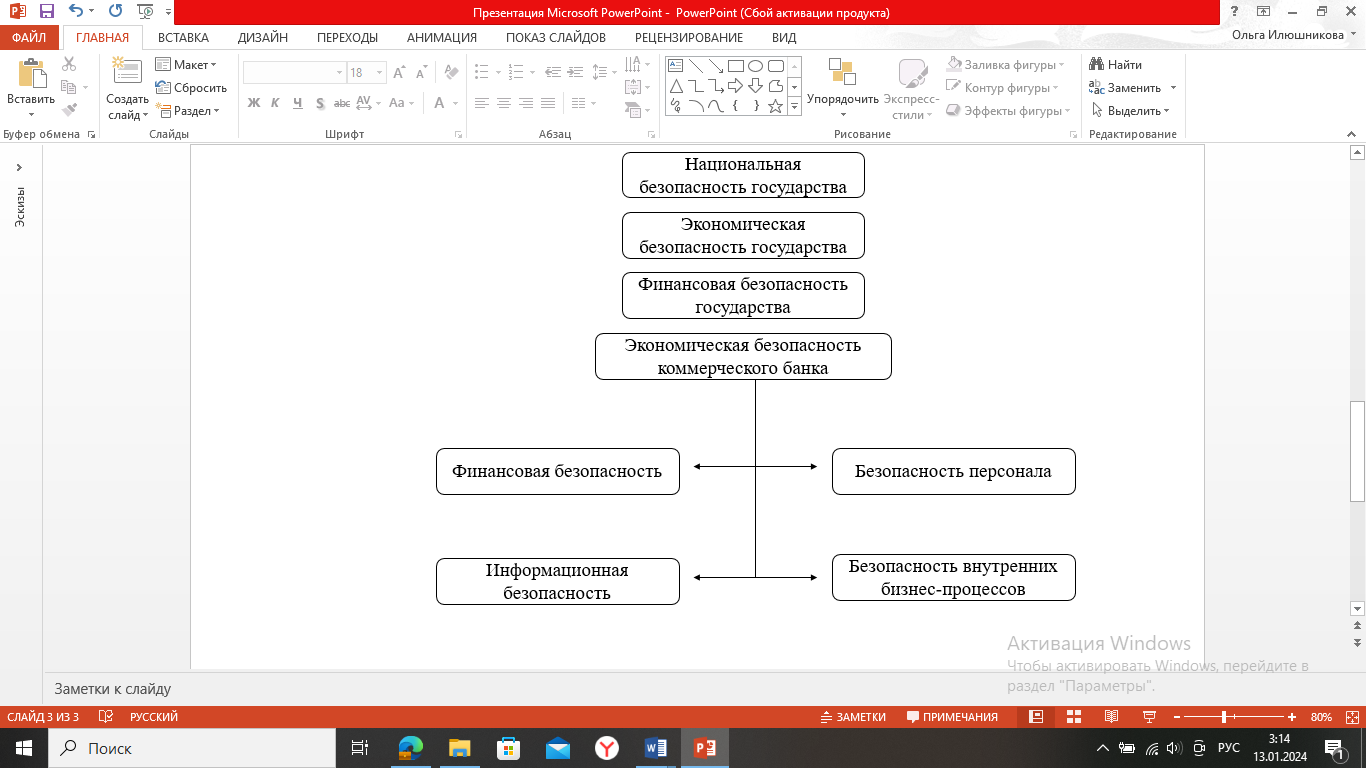 Презентация Microsoft PowerPoint - PowerPoint (Сбой активации продукта)
ФАЙЛ ГЛАВНАЯ ВСТАВКА ДИЗАЙН ПЕРЕХОДЫ АНИМАЦИЯ ПОКАЗ СЛАЙДОВ РЕЦЕНЗИРОВАНИЕ ВИД Ольга Илюшникова
Вставить
Буфер обмена
Создать
слайд
Макет
Сбросить
Раздел
Слайды
18
Ж К Ч S abc AV Aa A
Шрифт
Абзац
Упорядочить
Экспресс-
стили
Заливка фигуры
Контур фигуры
Эффекты фигуры
Рисование
Найти
Заменить
Выделить
Редактирование
Эскизы
Национальная
безопасность государства
Экономическая
безопасность государства
Финансовая безопасность
государства
Экономическая безопасность
коммерческого банка
Финансовая безопасность
Безопасность персонала
Информационная
безопасность
Безопасность внутренних
бизнес-процессов
Активация Windows
Чтобы активировать Windows, перейдите в
раздел "Параметры".
Заметки к слайду
СЛАЙД 3 ИЗ 3 РУССКИЙ ЗАМЕТКИ ПРИМЕЧАНИЯ 80%
Поиск
РУС
3:14
13.01.2024
1